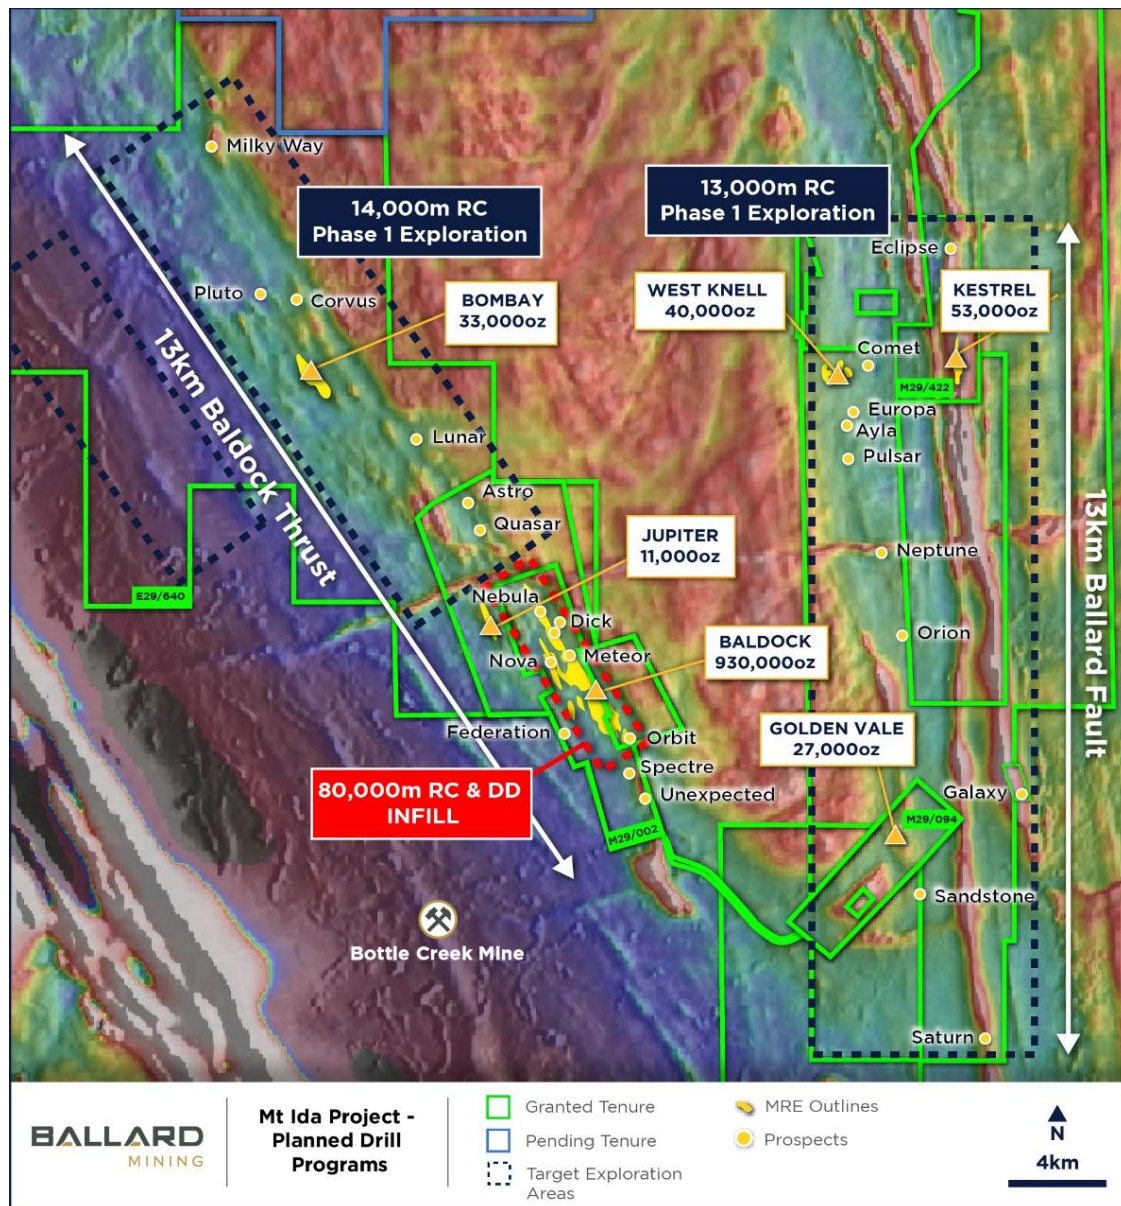 Milky Way
14,000m RC
Phase 1 Exploration
13,000m RC
Phase 1 Exploration
Eclipse
Pluto
Corvus
BOMBAY
33,000oz
WEST KNELL
40,000oz
KESTREL
53,000oz
13km Baldock Thrust
Comet
M29/422
Europa
Ayla
Pulsar
Lunar
Astro
Quasar
JUPITER
11,000oz
Neptune
13km Ballard Fault
E29/640
Nebula
Dick
Nova
Meteor
BALDOCK
930,000oz
Orion
Federation
Orbit
GOLDEN VALE
27,000oz
Spectre
Unexpected
80,000m RC & DD
INFILL
Galaxy
M29/002
M29/094
Sandstone
Bottle Creek Mine
Saturn
BALLARD
MINING
Mt Ida Project -
Planned Drill
Programs
Granted Tenure
Pending Tenure
Target Exploration
Areas
MRE Outlines
Prospects
N
4km